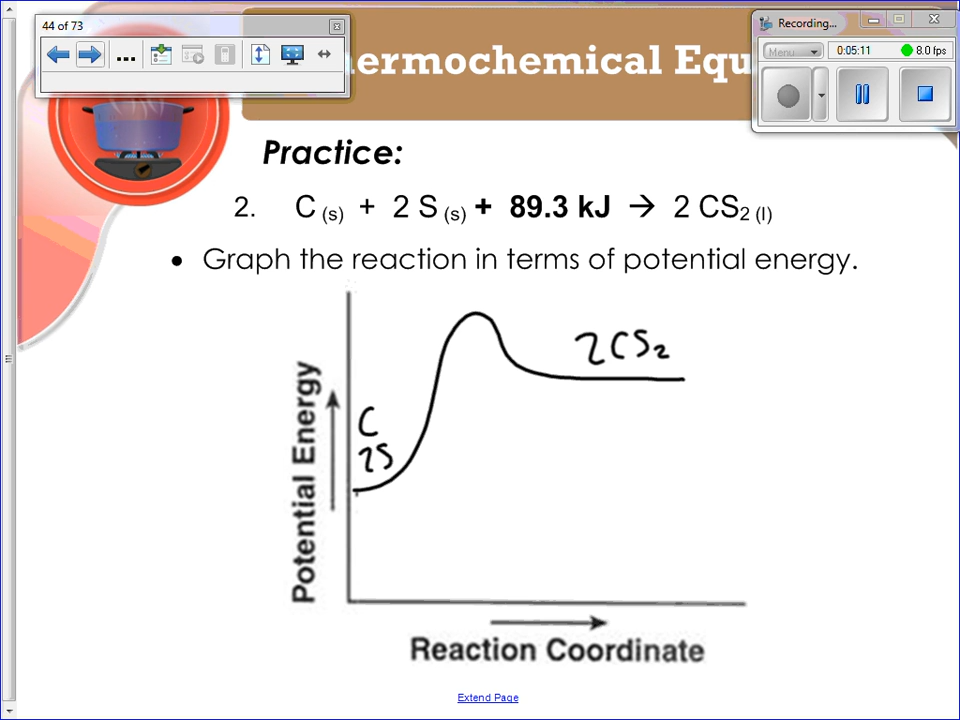 44 of 73
Recording...
Menu
0:05:11
8.0 fps
hermochemical Equ
Practice:
2. C (s) + 2 S (s) + 89.3 kJ → 2 CS2 (l)
• Graph the reaction in terms of potential energy.
2CS2
C
2S
Potential Energy
Reaction Coordinate
Extend Page